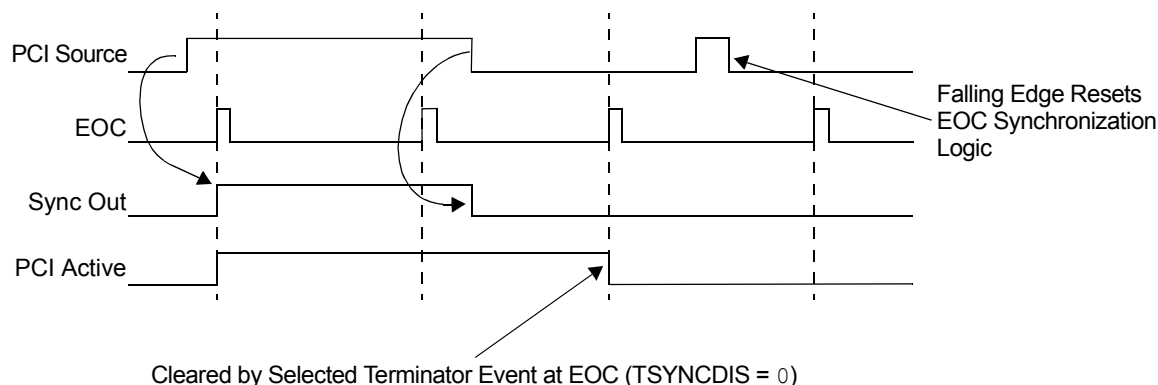 PCI Source
Falling Edge Resets
EOC Synchronization
Logic
EOC
Sync Out
PCI Active
Cleared by Selected Terminator Event at EOC (TSYNCDIS = 0)